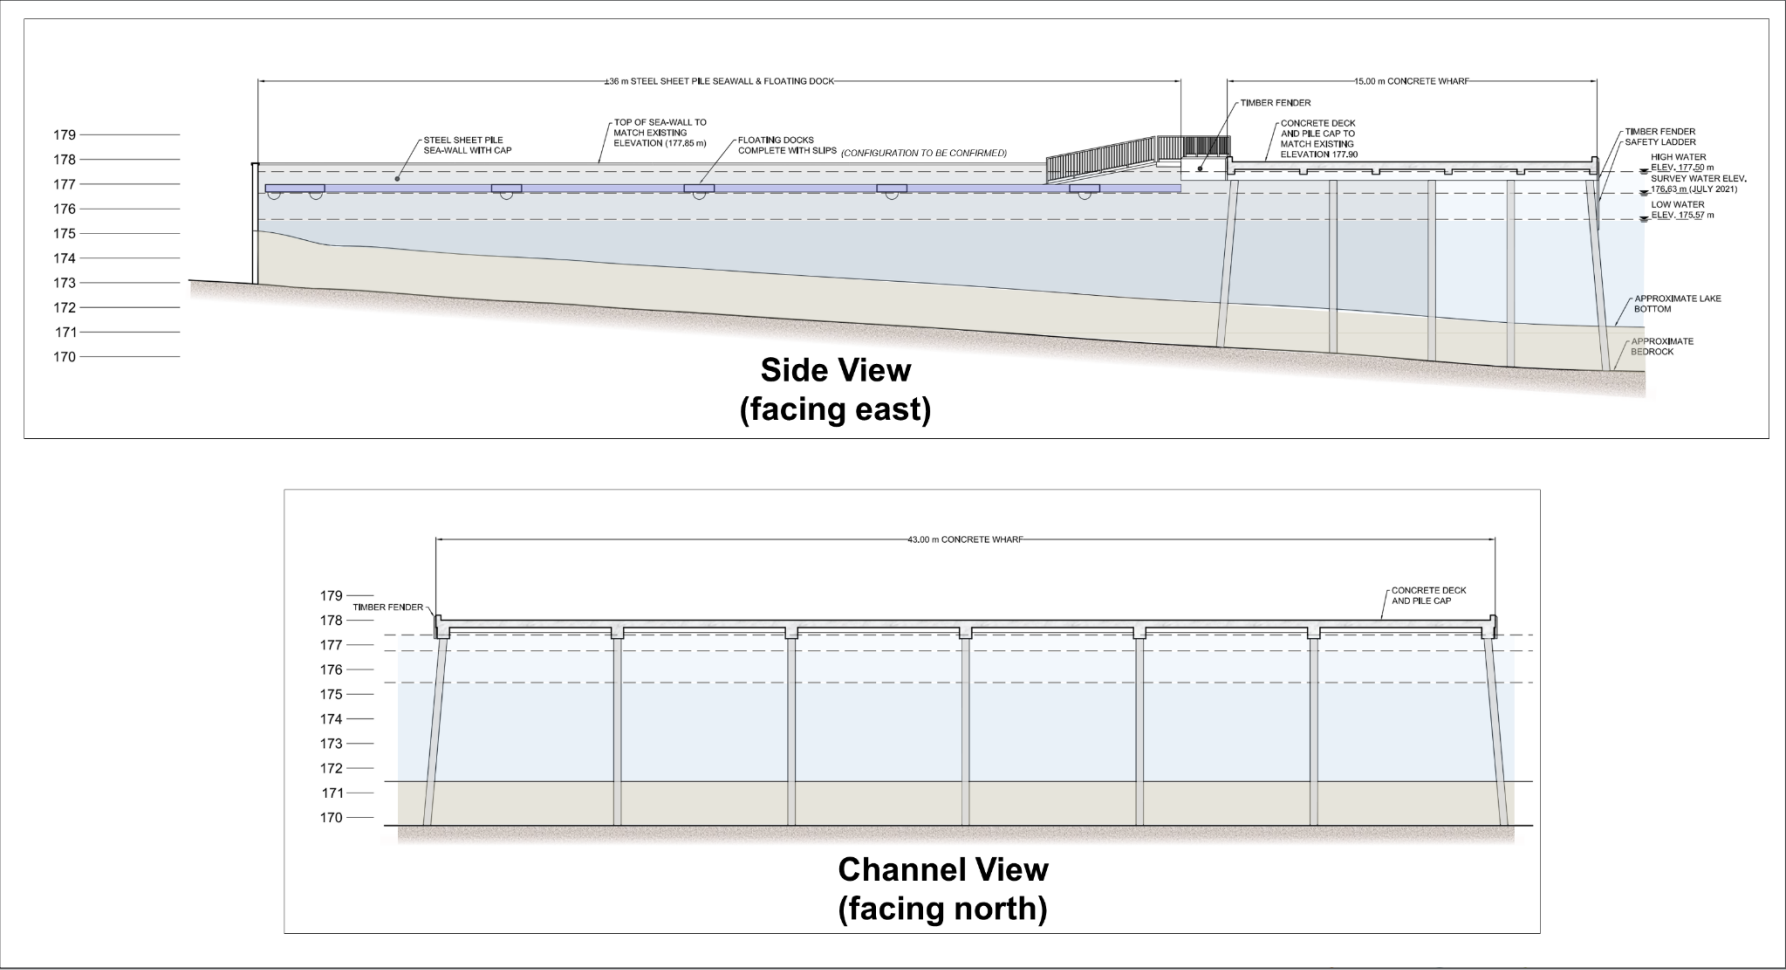 ±36 m STEEL SHEET PILE SEAWALL & FLOATING DOCK
15.00 m CONCRETE WHARF
TIMBER FENDER
179
178
177
176
175
174
173
172
171
170
STEEL SHEET PILE
SEA-WALL WITH CAP
TOP OF SEA-WALL TO
MATCH EXISTING
ELEVATION (177.85 m)
FLOATING DOCKS
COMPLETE WITH SLIPS (CONFIGURATION TO BE CONFIRMED)
CONCRETE DECK
AND PILE CAP TO
MATCH EXISTING
ELEVATION 177.90
TIMBER FENDER
SAFETY LADDER
HIGH WATER
ELEV. 177.50 m
SURVEY WATER ELEV.
176.63 m (JULY 2021)
LOW WATER
ELEV. 175.57 m
APPROXIMATE LAKE
BOTTOM
APPROXIMATE
BEDROCK
Side View
(facing east)
43.00 m CONCRETE WHARF
179
178
177
176
175
174
173
172
171
170
TIMBER FENDER
CONCRETE DECK
AND PILE CAP
Channel View
(facing north)